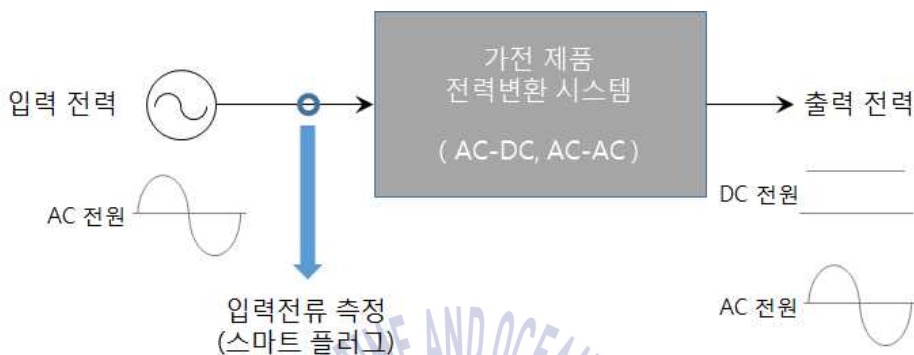 가전 제품
전력변환 시스템
( AC-DC, AC-AC )
입력 전력
출력 전력
AC 전원
DC 전원
AC 전원
입력전류 측정
(스마트 플러그)
AND OCEA